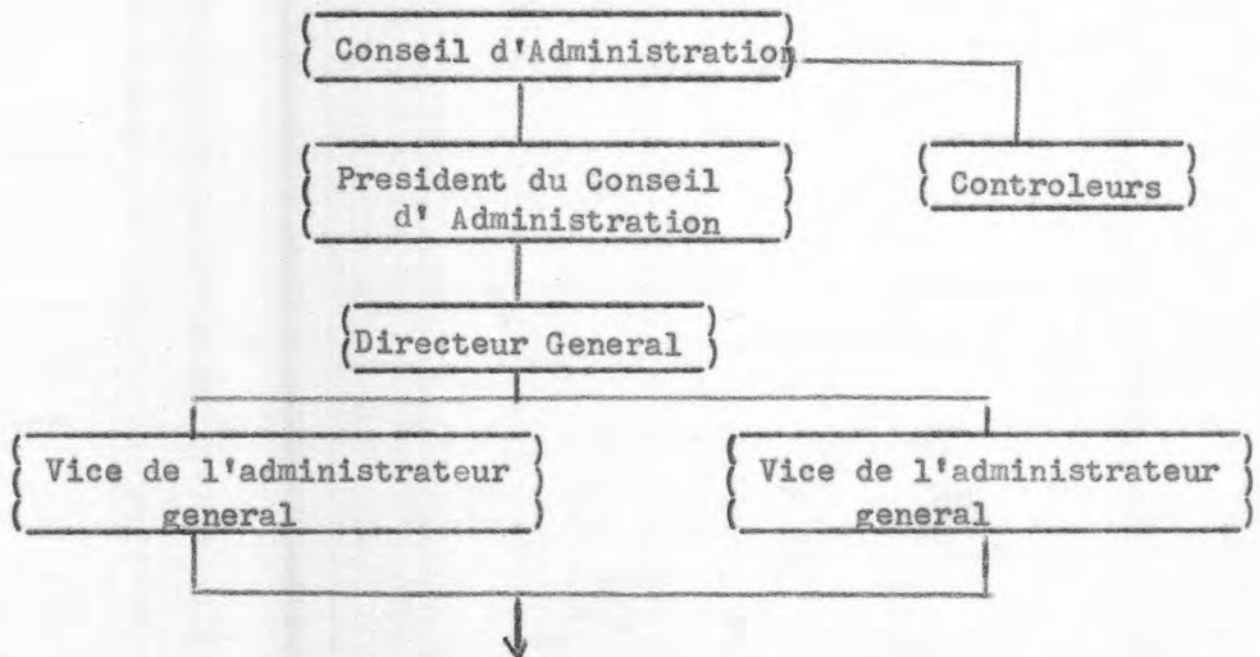 Conseil d'Administration
President du Conseil
d' Administration
Controleurs
Directeur General
Vice de l'administrateur
general
Vice de l'administrateur
general